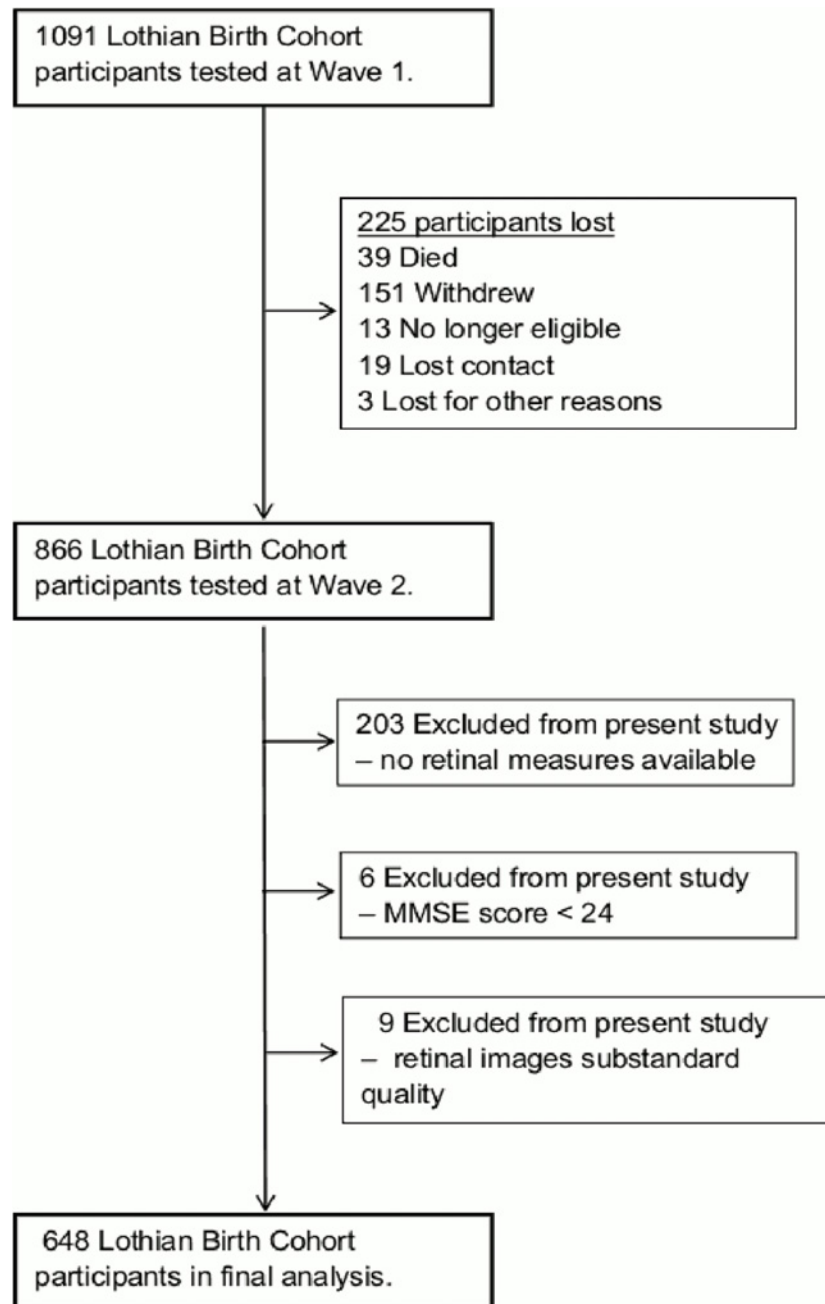 1091 Lothian Birth Cohort
participants tested at Wave 1.
225 participants lost
39 Died
151 Withdrew
13 No longer eligible
19 Lost contact
3 Lost for other reasons
866 Lothian Birth Cohort
participants tested at Wave 2.
203 Excluded from present study
– no retinal measures available
6 Excluded from present study
– MMSE score < 24
9 Excluded from present study
– retinal images substandard
quality
648 Lothian Birth Cohort
participants in final analysis.